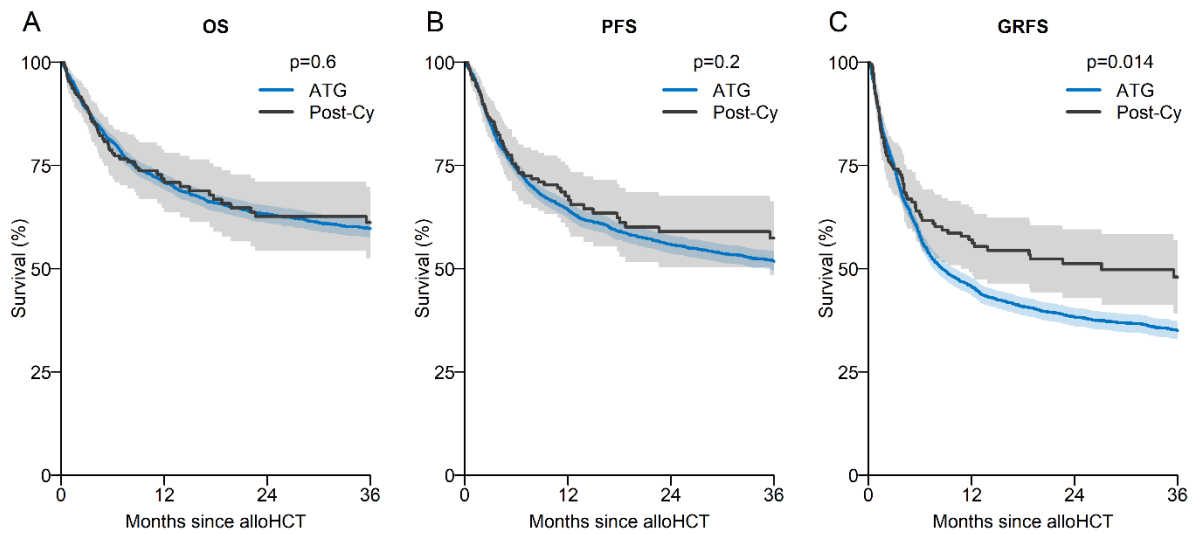 A
OS
p=0.6
ATG
Post-Cy
Survival (%)
100
75
50
25
0
0 12 24 36
Months since alloHCT
B
PFS
p=0.2
ATG
Post-Cy
Survival (%)
100
75
50
25
0
0 12 24 36
Months since alloHCT
C
GRFS
p=0.014
ATG
Post-Cy
Survival (%)
100
75
50
25
0
0 12 24 36
Months since alloHCT